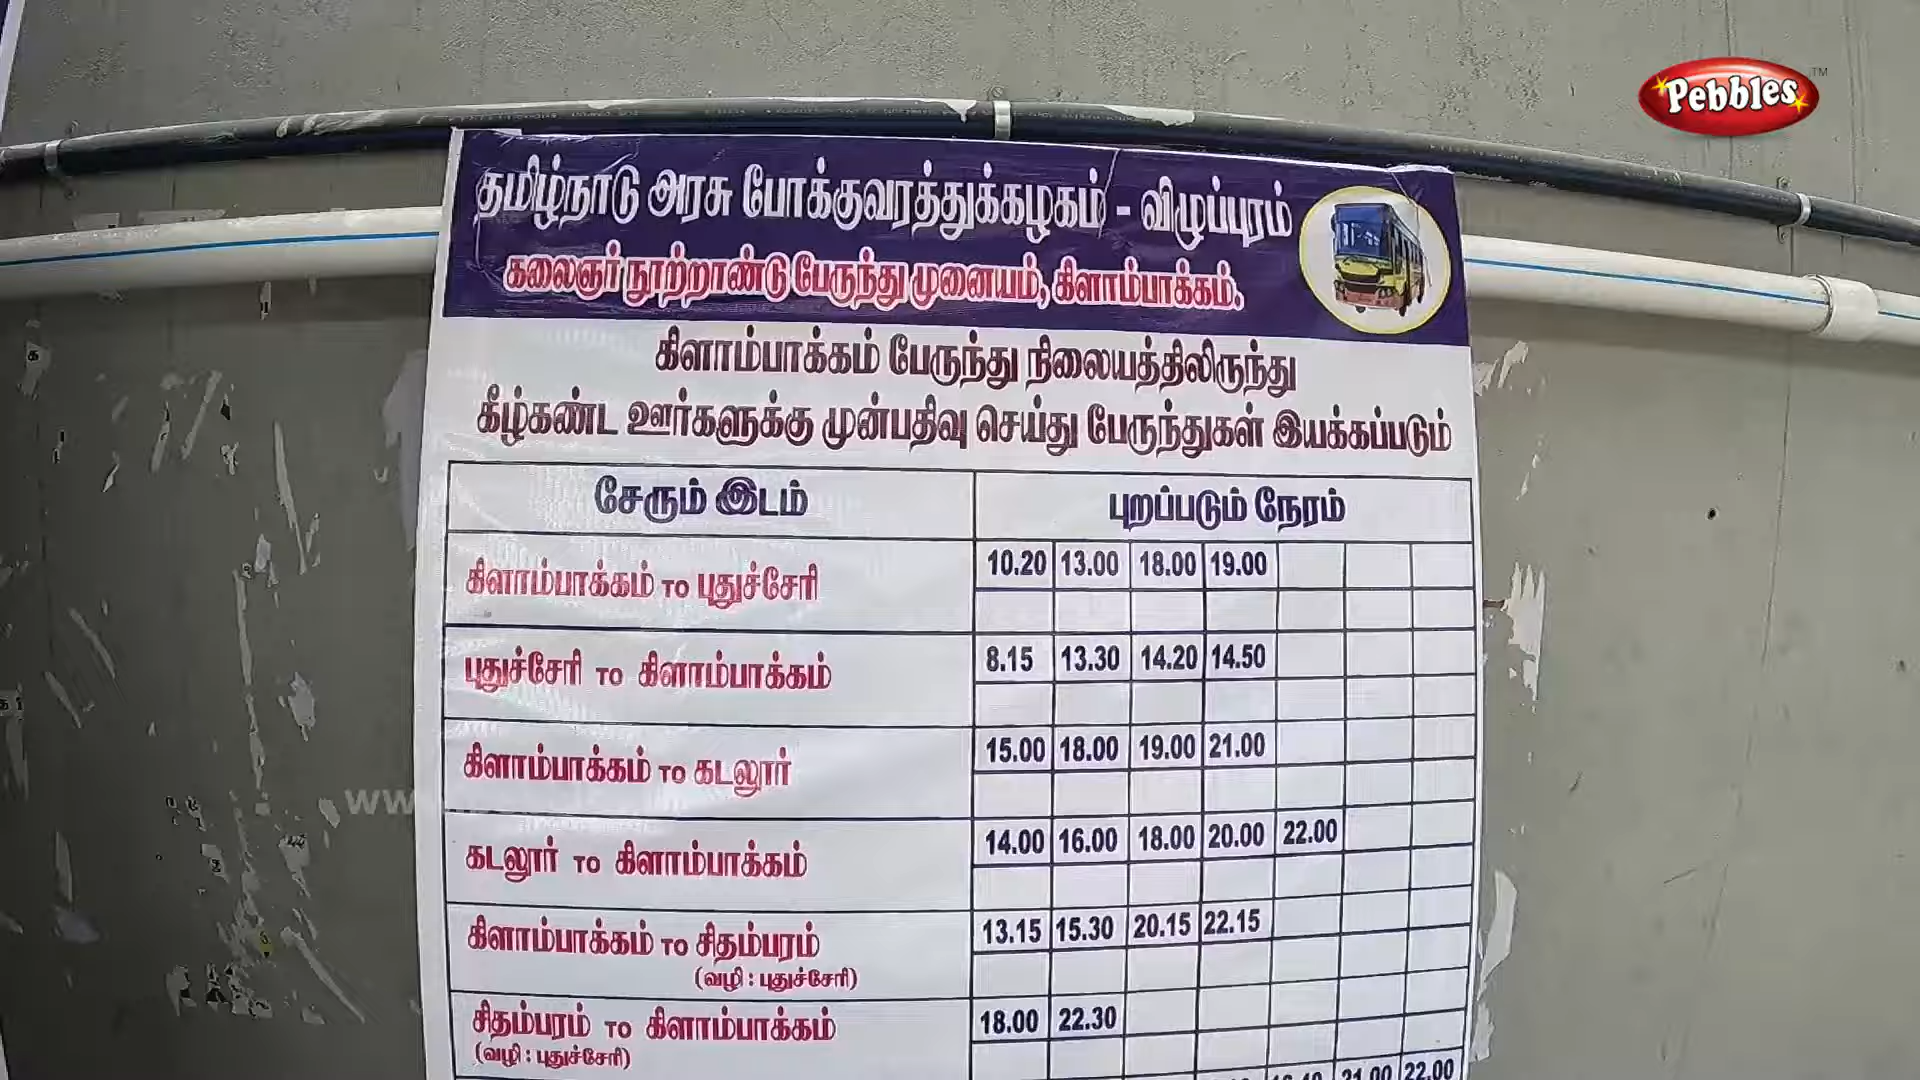 Pebbles TM
தமிழ்நாடு அரசு போக்குவரத்துக்கழகம் - விழுப்புரம்
கலைஞர் நூற்றாண்டு பேருந்து முனையம், கிளாம்பாக்கம்.
கிளாம்பாக்கம் பேருந்து நிலையத்திலிருந்து
கீழ்கண்ட ஊர்களுக்கு முன்பதிவு செய்து பேருந்துகள் இயக்கப்படும்
சேரும் இடம் புறப்படும் நேரம்
கிளாம்பாக்கம் TO புதுச்சேரி 10.20 13.00 18.00 19.00
புதுச்சேரி TO கிளாம்பாக்கம் 8.15 13.30 14.20 14.50
கிளாம்பாக்கம் TO கடலூர் 15.00 18.00 19.00 21.00
கடலூர் TO கிளாம்பாக்கம் 14.00 16.00 18.00 20.00 22.00
கிளாம்பாக்கம் TO சிதம்பரம் 13.15 15.30 20.15 22.15
(வழி : புதுச்சேரி)
சிதம்பரம் TO கிளாம்பாக்கம் 18.00 22.30
(வழி : புதுச்சேரி)
21.00 22.00